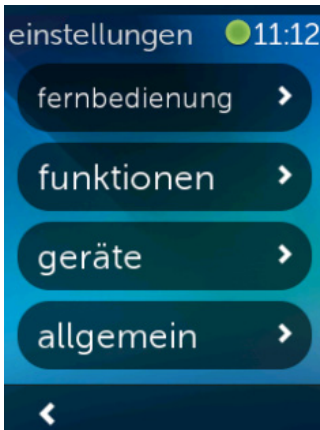 einstellungen 11:12
fernbedienung
funktionen
geräte
allgemein